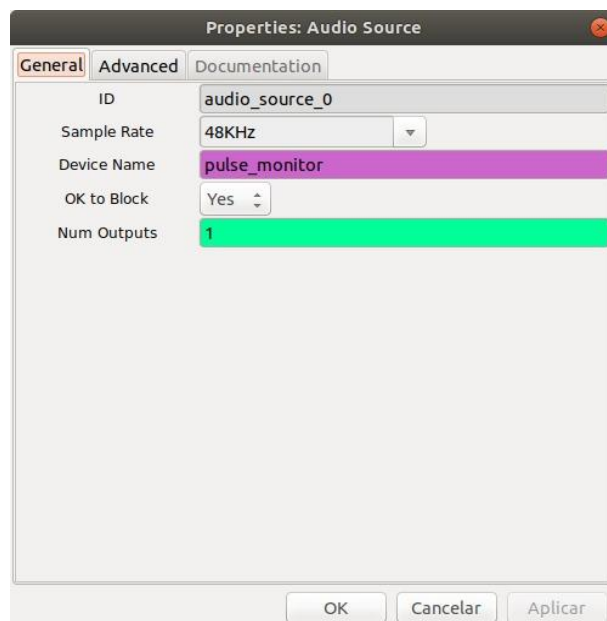 Properties: Audio Source
General Advanced Documentation
ID audio_source_0
Sample Rate 48KHz
Device Name pulse_monitor
OK to Block Yes
Num Outputs 1
OK Cancelar Aplicar